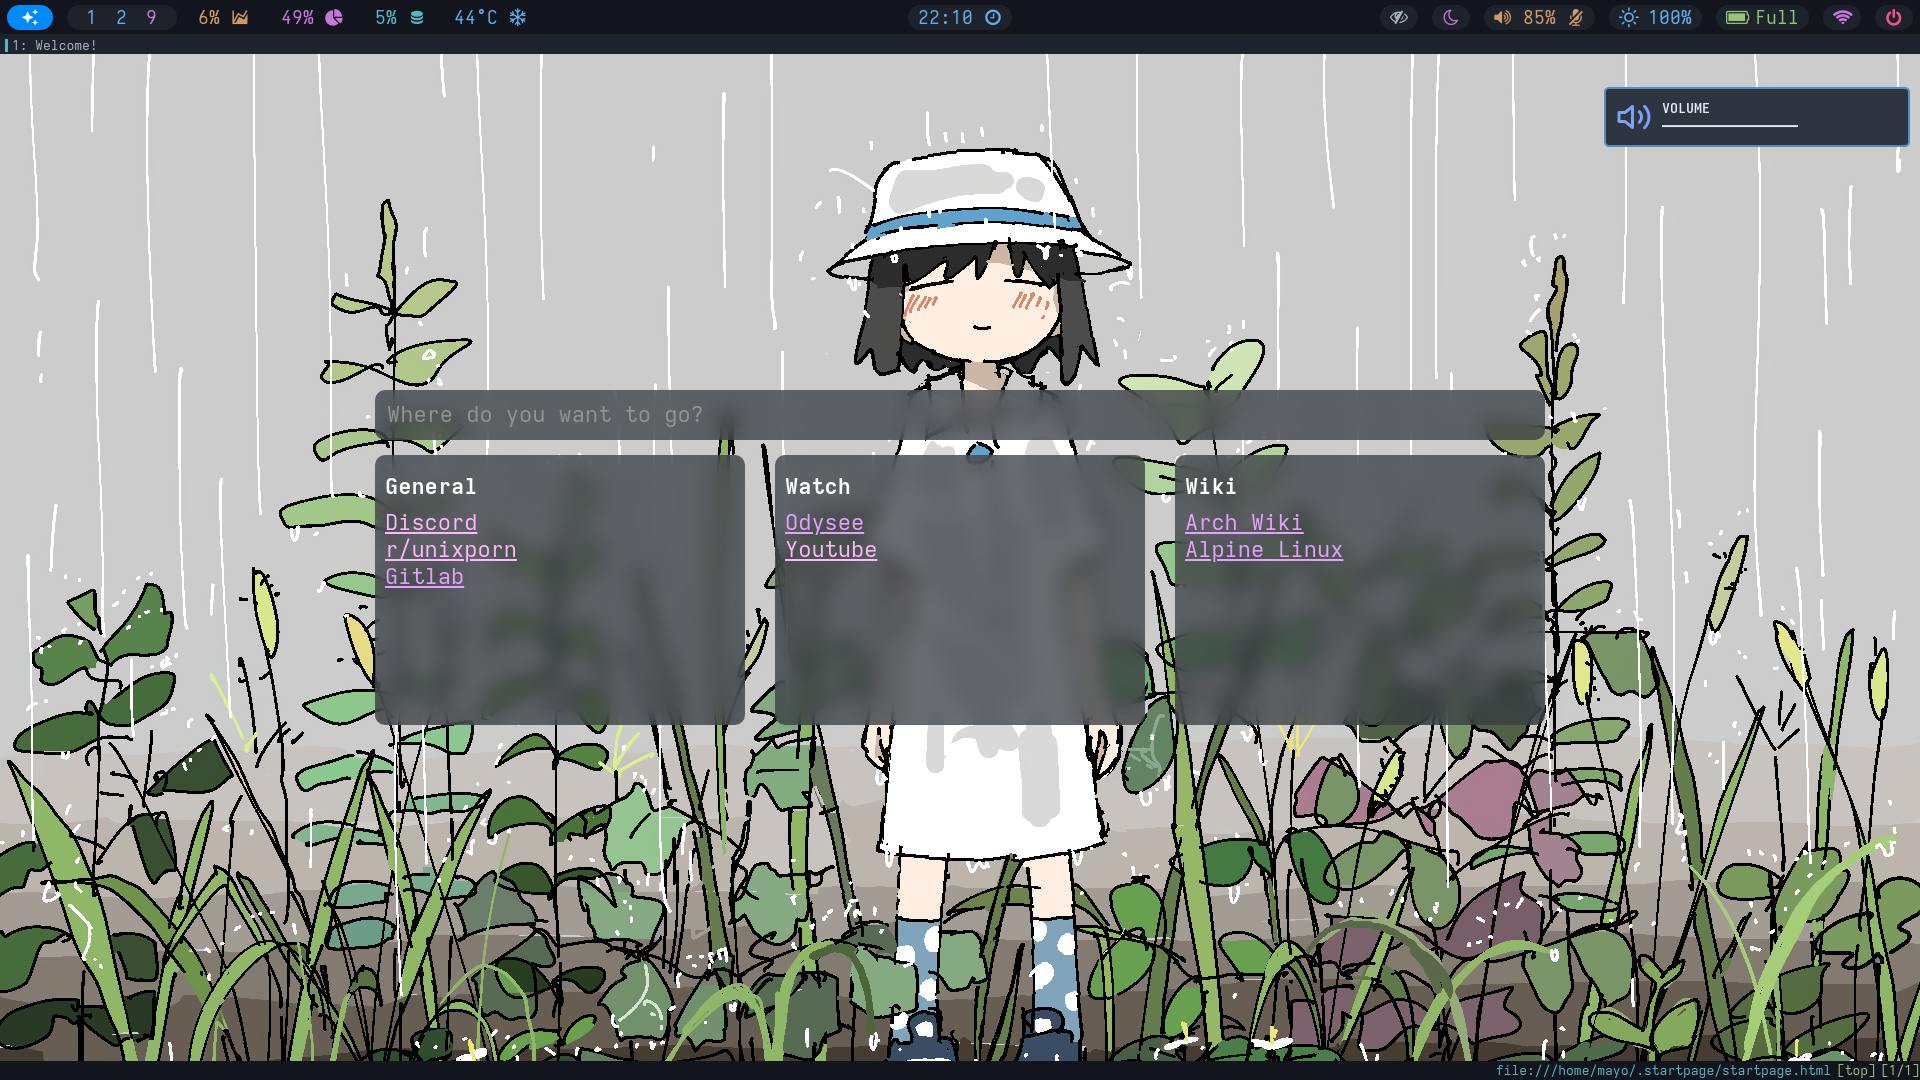 1 2 9 6% 49% 5% 44°C 22:10 85% 100% Full
1: Welcome!
VOLUME
Where do you want to go?
General
Discord
r/unixporn
Gitlab
Watch
Odysee
Youtube
Wiki
Arch Wiki
Alpine Linux
file:///home/mayo/.startpage/startpage.html [top] [1/1]